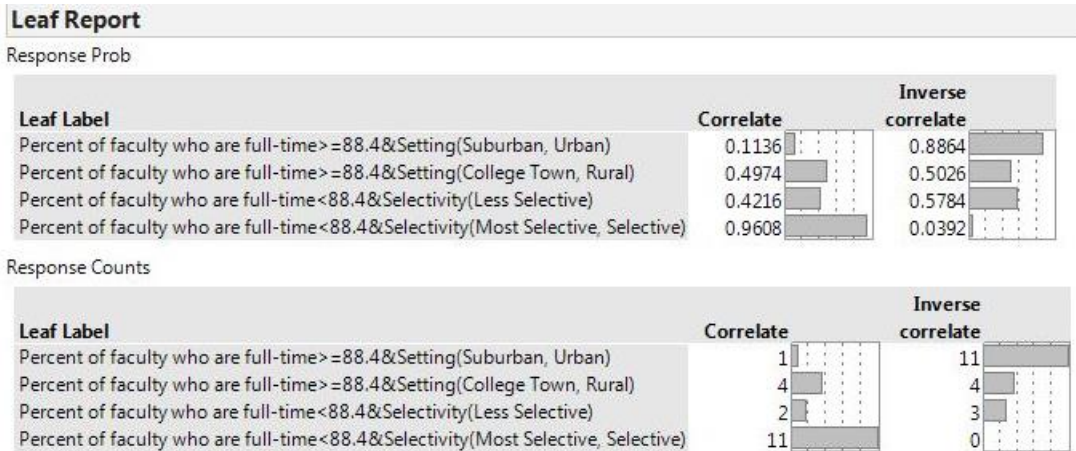 Leaf Report
Response Prob
Inverse
Leaf Label Correlate correlate
Percent of faculty who are full-time>=88.4&Setting(Suburban, Urban) 0.1136 0.8864
Percent of faculty who are full-time>=88.4&Setting(College Town, Rural) 0.4974 0.5026
Percent of faculty who are full-time<88.4&Selectivity(Less Selective) 0.4216 0.5784
Percent of faculty who are full-time<88.4&Selectivity(Most Selective, Selective) 0.9608 0.0392
Response Counts
Inverse
Leaf Label Correlate correlate
Percent of faculty who are full-time>=88.4&Setting(Suburban, Urban) 1 11
Percent of faculty who are full-time>=88.4&Setting(College Town, Rural) 4 4
Percent of faculty who are full-time<88.4&Selectivity(Less Selective) 2 3
Percent of faculty who are full-time<88.4&Selectivity(Most Selective, Selective) 11 0